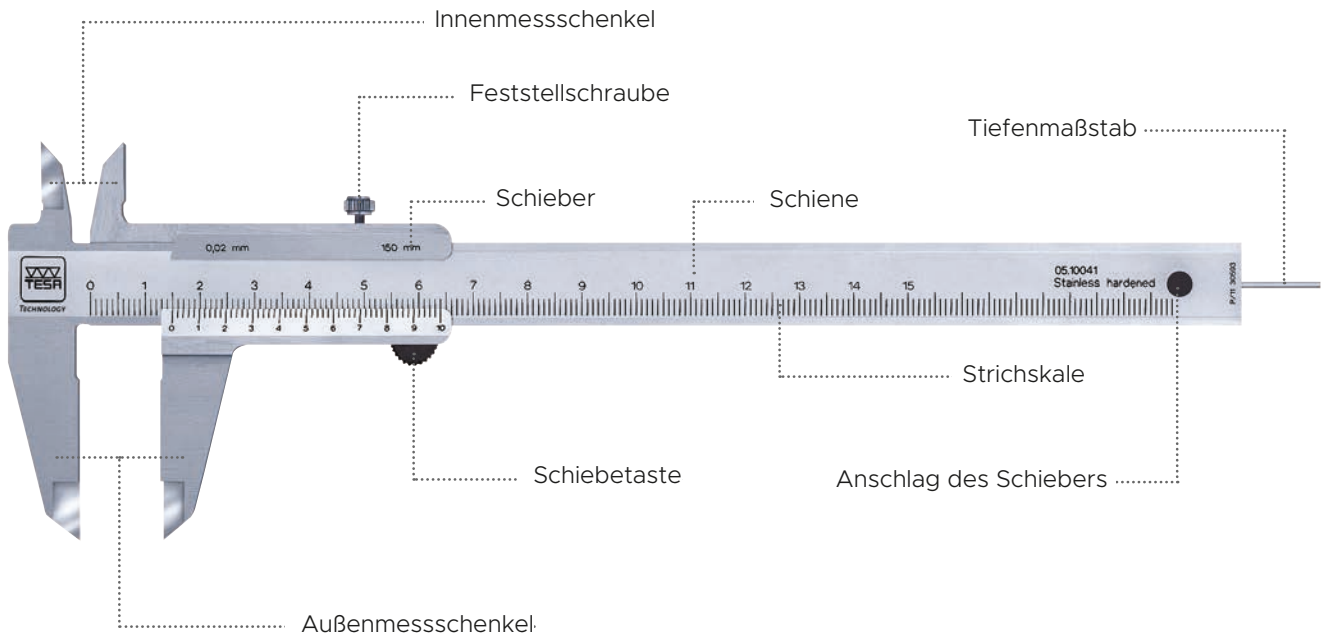 Innenmessschenkel
Feststellschraube
Tiefenmaßstab
Schieber
Schiene
0,02 mm 150 mm
TESA
TECHNOLOGY
0 1 2 3 4 5 6 7 8 9 10 11 12 13 14 15
05.10041
Stainless hardened
0 1 2 3 4 5 6 7 8 9 10
Strichskale
Schiebetaste
Anschlag des Schiebers
Außenmessschenkel